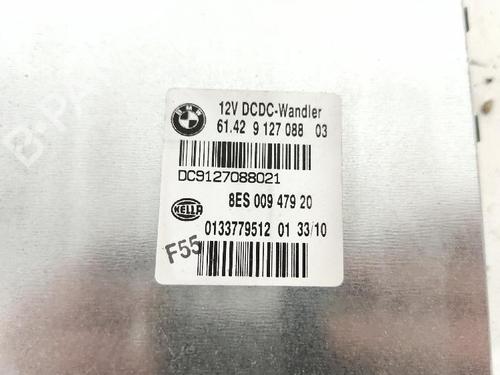 12V DCDC-Wandler
61.42 9 127 088 03
DC9127088021
8ES 009 479 20
HELLA
0133779512 01 33/10
F55
B-PARTS